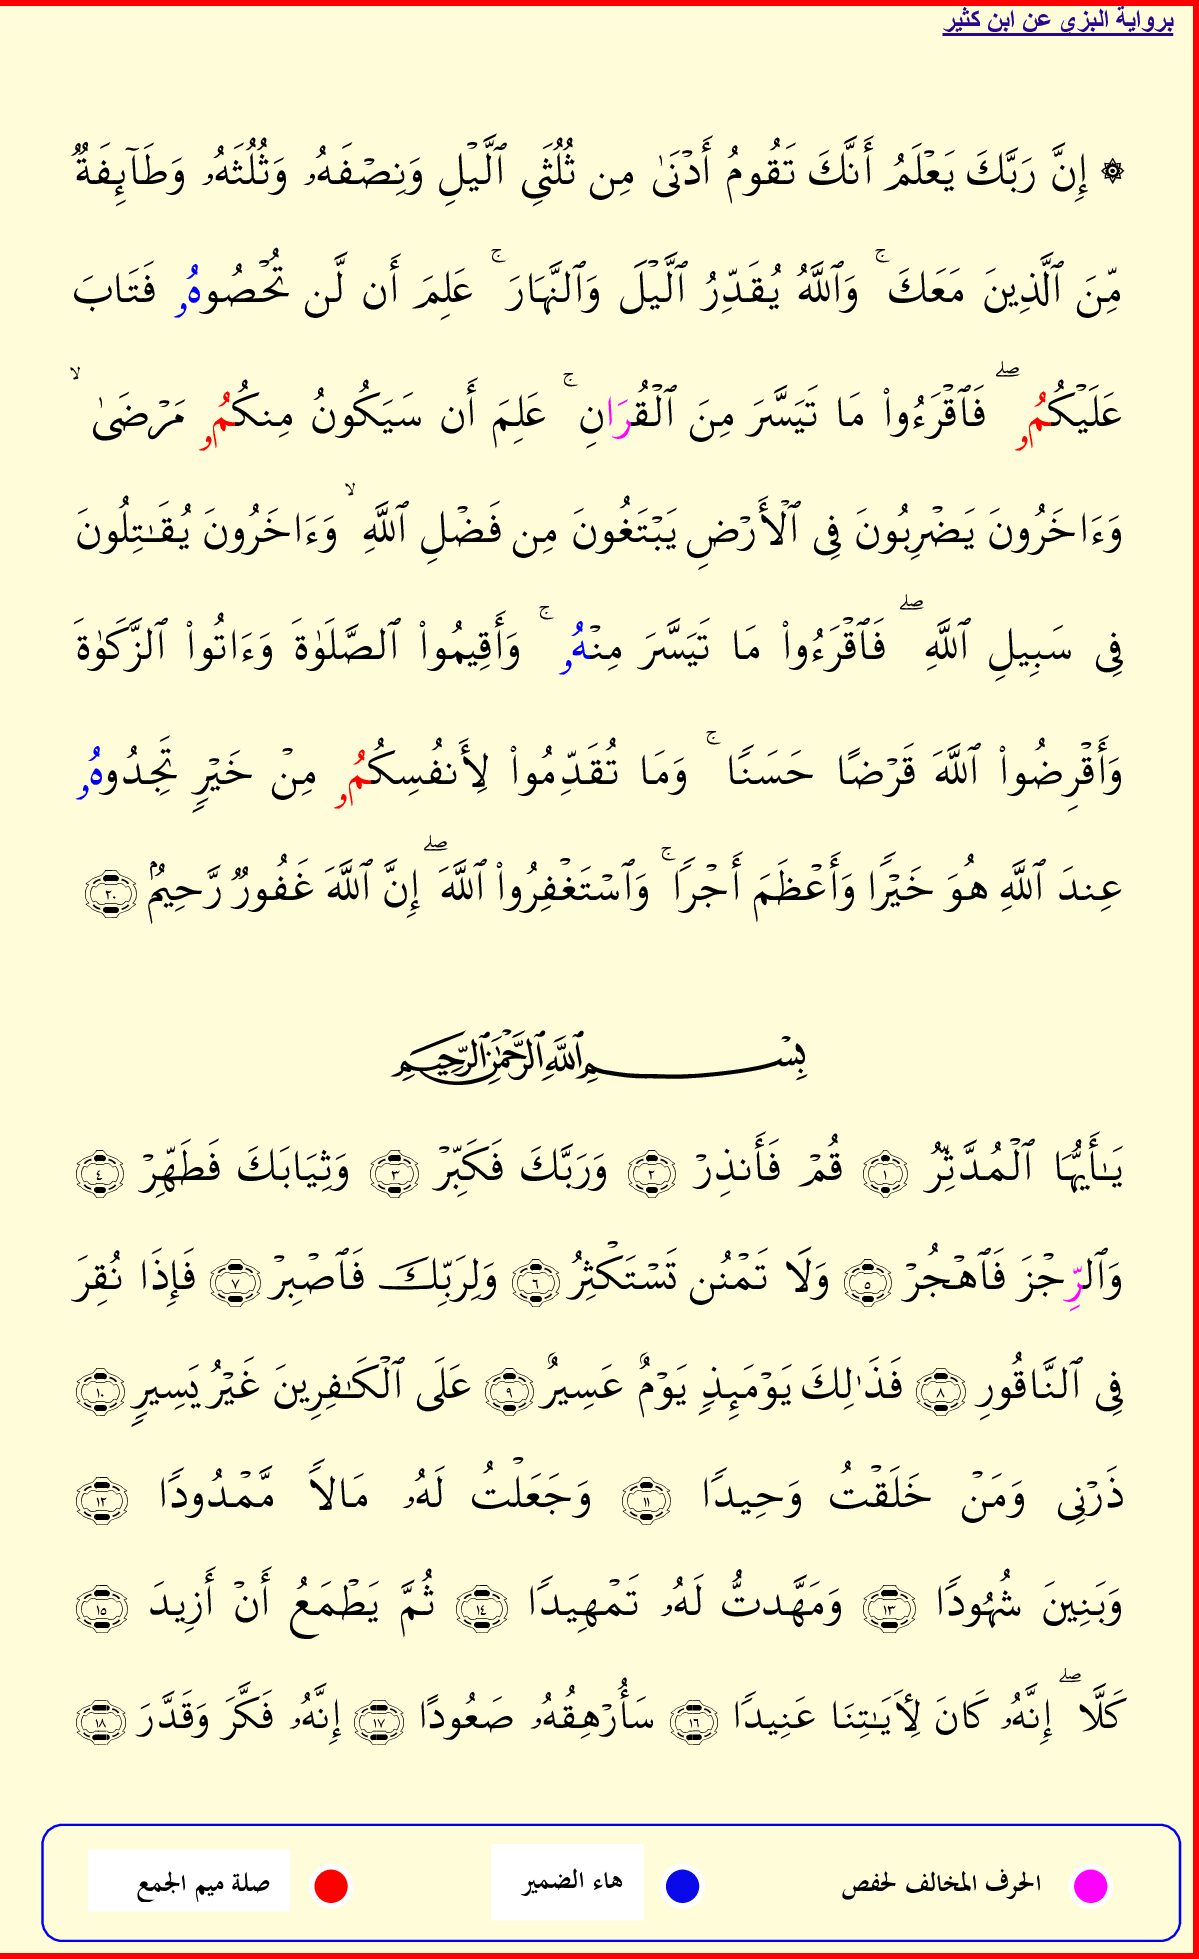 برواية البزى عن ابن كثير
۞ إِنَّ رَبَّكَ يَعْلَمُ أَنَّكَ تَقُومُ أَدْنَىٰ مِن ثُلُثَيِ ٱلَّيْلِ وَنِصْفَهُۥ وَثُلُثَهُۥ وَطَآئِفَةٌ
مِّنَ ٱلَّذِينَ مَعَكَ ۚ وَٱللَّهُ يُقَدِّرُ ٱلَّيْلَ وَٱلنَّهَارَ ۚ عَلِمَ أَن لَّن تُحْصُوهُۥ فَتَابَ
عَلَيْكُمُۥ ۖ فَٱقْرَءُوا۟ مَا تَيَسَّرَ مِنَ ٱلْقُرَانِ ۚ عَلِمَ أَن سَيَكُونُ مِنكُمُۥ مَرْضَىٰ ۙ
وَءَاخَرُونَ يَضْرِبُونَ فِى ٱلْأَرْضِ يَبْتَغُونَ مِن فَضْلِ ٱللَّهِ ۙ وَءَاخَرُونَ يُقَـٰتِلُونَ
فِى سَبِيلِ ٱللَّهِ ۖ فَٱقْرَءُوا۟ مَا تَيَسَّرَ مِنْهُۥ ۚ وَأَقِيمُوا۟ ٱلصَّلَوٰةَ وَءَاتُوا۟ ٱلزَّكَوٰةَ
وَأَقْرِضُوا۟ ٱللَّهَ قَرْضًا حَسَنًا ۚ وَمَا تُقَدِّمُوا۟ لِأَنفُسِكُمُۥ مِنْ خَيْرٍ تَجِدُوهُۥ
عِندَ ٱللَّهِ هُوَ خَيْرًا وَأَعْظَمَ أَجْرًا ۚ وَٱسْتَغْفِرُوا۟ ٱللَّهَ ۖ إِنَّ ٱللَّهَ غَفُورٌ رَّحِيمٌۢ ٢٠
بِسْمِ ٱللَّهِ ٱلرَّحْمَٰنِ ٱلرَّحِيمِ
يَـٰٓأَيُّهَا ٱلْمُدَّثِّرُ ١ قُمْ فَأَنذِرْ ٢ وَرَبَّكَ فَكَبِّرْ ٣ وَثِيَابَكَ فَطَهِّرْ ٤
وَٱلرِّجْزَ فَٱهْجُرْ ٥ وَلَا تَمْنُن تَسْتَكْثِرُ ٦ وَلِرَبِّكَ فَٱصْبِرْ ٧ فَإِذَا نُقِرَ
فِى ٱلنَّاقُورِ ٨ فَذَٰلِكَ يَوْمَئِذٍ يَوْمٌ عَسِيرٌ ٩ عَلَى ٱلْكَـٰفِرِينَ غَيْرُ يَسِيرٍ ١٠
ذَرْنِى وَمَنْ خَلَقْتُ وَحِيدًا ١١ وَجَعَلْتُ لَهُۥ مَالًا مَّمْدُودًا ١٢
وَبَنِينَ شُهُودًا ١٣ وَمَهَّدتُّ لَهُۥ تَمْهِيدًا ١٤ ثُمَّ يَطْمَعُ أَنْ أَزِيدَ ١٥
كَلَّا ۖ إِنَّهُۥ كَانَ لِأَيَـٰتِنَا عَنِيدًا ١٦ سَأُرْهِقُهُۥ صَعُودًا ١٧ إِنَّهُۥ فَكَّرَ وَقَدَّرَ ١٨
الحرف المخالف لحفص هاء الضمير صلة ميم الجمع